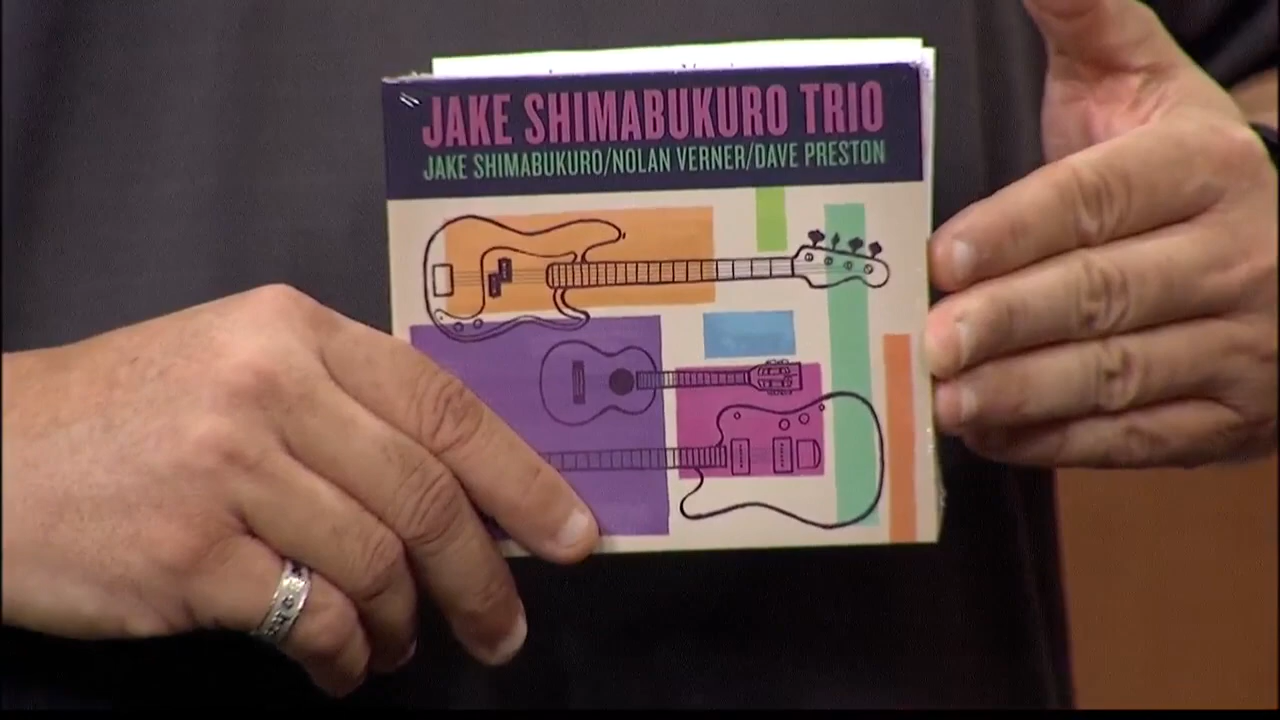 JAKE SHIMABUKURO TRIO
JAKE SHIMABUKURO/NOLAN VERNER/DAVE PRESTON